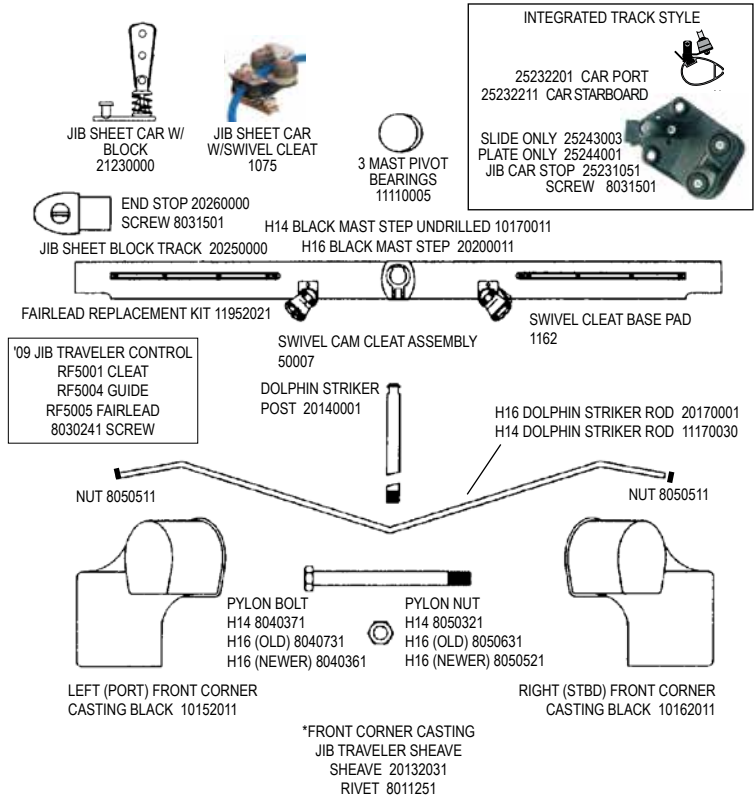 INTEGRATED TRACK STYLE
25232201 CAR PORT
25232211 CAR STARBOARD
SLIDE ONLY 25243003
PLATE ONLY 25244001
JIB CAR STOP 25231051
SCREW 8031501
JIB SHEET CAR W/
BLOCK
21230000
JIB SHEET CAR
W/SWIVEL CLEAT
1075
3 MAST PIVOT
BEARINGS
11110005
END STOP 20260000
SCREW 8031501
JIB SHEET BLOCK TRACK 20250000
H14 BLACK MAST STEP UNDRILLED 10170011
H16 BLACK MAST STEP 20200011
FAIRLEAD REPLACEMENT KIT 11952021
SWIVEL CAM CLEAT ASSEMBLY
50007
SWIVEL CLEAT BASE PAD
1162
'09 JIB TRAVELER CONTROL
RF5001 CLEAT
RF5004 GUIDE
RF5005 FAIRLEAD
8030241 SCREW
DOLPHIN STRIKER
POST 20140001
H16 DOLPHIN STRIKER ROD 20170001
H14 DOLPHIN STRIKER ROD 11170030
NUT 8050511
NUT 8050511
PYLON BOLT
H14 8040371
H16 (OLD) 8040731
H16 (NEWER) 8040361
PYLON NUT
H14 8050321
H16 (OLD) 8050631
H16 (NEWER) 8050521
LEFT (PORT) FRONT CORNER
CASTING BLACK 10152011
RIGHT (STBD) FRONT CORNER
CASTING BLACK 10162011
*FRONT CORNER CASTING
JIB TRAVELER SHEAVE
SHEAVE 20132031
RIVET 8011251